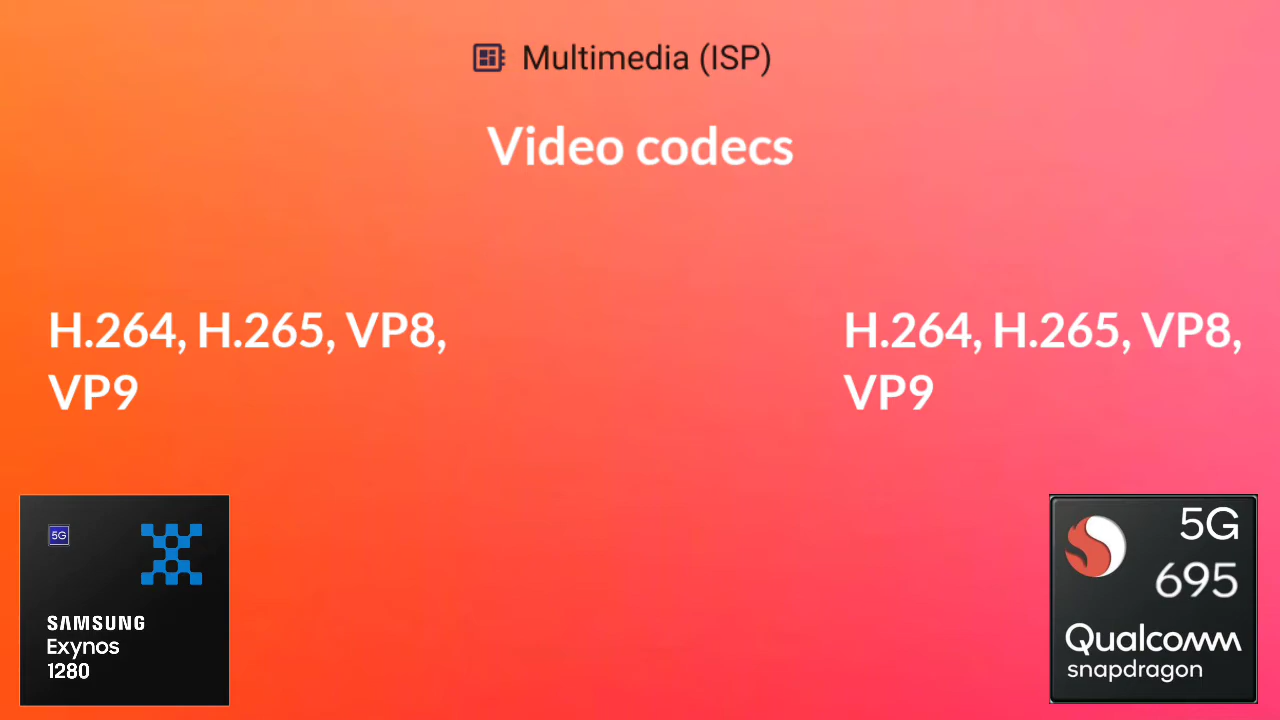 Multimedia (ISP)
Video codecs
H.264, H.265, VP8,
VP9
H.264, H.265, VP8,
VP9
5G
SAMSUNG
Exynos
1280
5G
695
Qualcomm
snapdragon